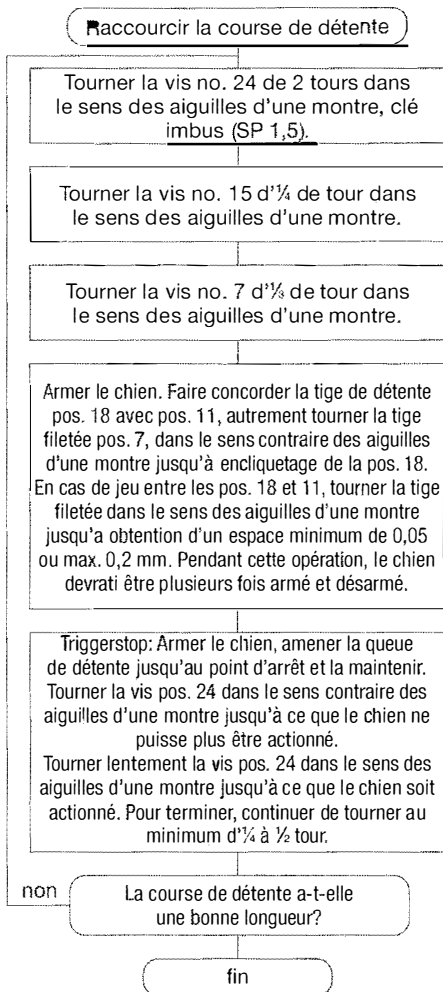 Raccourcir la course de détente
Tourner la vis no. 24 de 2 tours dans
le sens des aiguilles d'une montre, clé
imbus (SP 1,5).
Tourner la vis no. 15 d'¼ de tour dans
le sens des aiguilles d'une montre.
Tourner la vis no. 7 d'⅓ de tour dans
le sens des aiguilles d'une montre.
Armer le chien. Faire concorder la tige de détente
pos. 18 avec pos. 11, autrement tourner la tige
filetée pos. 7, dans le sens contraire des aiguilles
d'une montre jusqu'à encliquetage de la pos. 18.
En cas de jeu entre les pos. 18 et 11, tourner la tige
filetée dans le sens des aiguilles d'une montre
jusqu'a obtention d'un espace minimum de 0,05
ou max. 0,2 mm. Pendant cette opération, le chien
devrati être plusieurs fois armé et désarmé.
Triggerstop: Armer le chien, amener la queue
de détente jusqu'au point d'arrêt et la maintenir.
Tourner la vis pos. 24 dans le sens contraire des
aiguilles d'une montre jusqu'à ce que le chien ne
puisse plus être actionné.
Tourner lentement la vis pos. 24 dans le sens des
aiguilles d'une montre jusqu'à ce que le chien soit
actionné. Pour terminer, continuer de tourner au
minimum d'¼ à ½ tour.
non
La course de détente a-t-elle
une bonne longueur?
fin